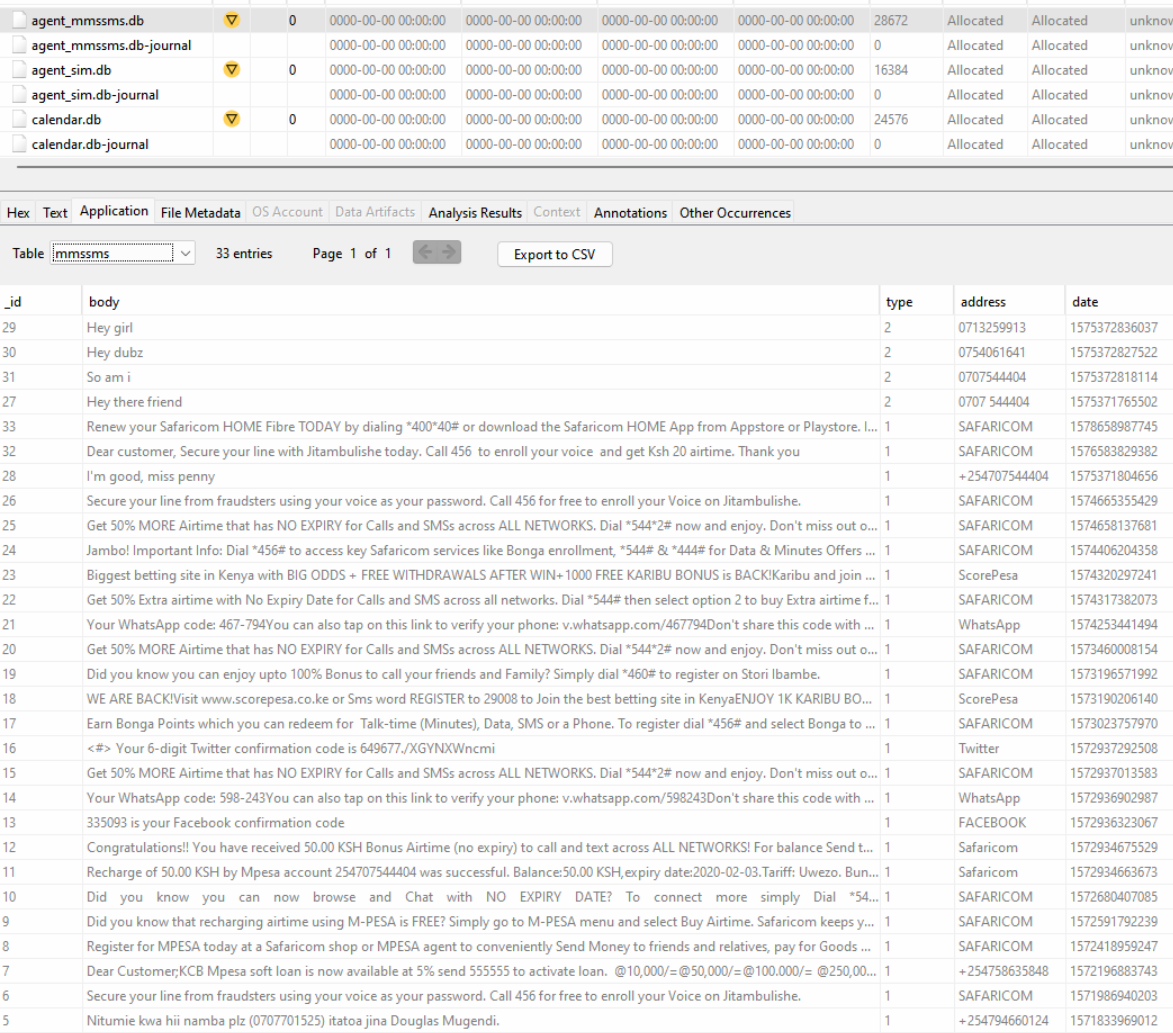 agent_mmssms.db 0 0000-00-00 00:00:00 0000-00-00 00:00:00 0000-00-00 00:00:00 0000-00-00 00:00:00 28672 Allocated Allocated unknow
agent_mmssms.db-journal 0000-00-00 00:00:00 0000-00-00 00:00:00 0000-00-00 00:00:00 0000-00-00 00:00:00 0 Allocated Allocated unknow
agent_sim.db 0 0000-00-00 00:00:00 0000-00-00 00:00:00 0000-00-00 00:00:00 0000-00-00 00:00:00 16384 Allocated Allocated unknow
agent_sim.db-journal 0000-00-00 00:00:00 0000-00-00 00:00:00 0000-00-00 00:00:00 0000-00-00 00:00:00 0 Allocated Allocated unknow
calendar.db 0 0000-00-00 00:00:00 0000-00-00 00:00:00 0000-00-00 00:00:00 0000-00-00 00:00:00 24576 Allocated Allocated unknow
calendar.db-journal 0000-00-00 00:00:00 0000-00-00 00:00:00 0000-00-00 00:00:00 0000-00-00 00:00:00 0 Allocated Allocated unknow
Hex Text Application File Metadata OS Account Data Artifacts Analysis Results Context Annotations Other Occurrences
Table mmssms 33 entries Page 1 of 1 Export to CSV
_id body type address date
29 Hey girl 2 0713259913 1575372836037
30 Hey dubz 2 0754061641 1575372827522
31 So am i 2 0707544404 1575372818114
27 Hey there friend 2 0707 544404 1575371765502
33 Renew your Safaricom HOME Fibre TODAY by dialing *400*40# or download the Safaricom HOME App from Appstore or Playstore. I... 1 SAFARICOM 1578658987745
32 Dear customer, Secure your line with Jitambulishe today. Call 456  to enroll your voice  and get Ksh 20 airtime. Thank you 1 SAFARICOM 1576583829382
28 I'm good, miss penny 1 +254707544404 1575371804656
26 Secure your line from fraudsters using your voice as your password. Call 456 for free to enroll your Voice on Jitambulishe. 1 SAFARICOM 1574665355429
25 Get 50% MORE Airtime that has NO EXPIRY for Calls and SMSs across ALL NETWORKS. Dial *544*2# now and enjoy. Don't miss out o... 1 SAFARICOM 1574658137681
24 Jambo! Important Info: Dial *456# to access key Safaricom services like Bonga enrollment, *544# & *444# for Data & Minutes Offers ... 1 SAFARICOM 1574406204358
23 Biggest betting site in Kenya with BIG ODDS + FREE WITHDRAWALS AFTER WIN+1000 FREE KARIBU BONUS is BACK!Karibu and join ... 1 ScorePesa 1574320297241
22 Get 50% Extra airtime with No Expiry Date for Calls and SMS across all networks. Dial *544# then select option 2 to buy Extra airtime f... 1 SAFARICOM 1574317382073
21 Your WhatsApp code: 467-794You can also tap on this link to verify your phone: v.whatsapp.com/467794Don't share this code with ... 1 WhatsApp 1574253441494
20 Get 50% MORE Airtime that has NO EXPIRY for Calls and SMSs across ALL NETWORKS. Dial *544*2# now and enjoy. Don't miss out o... 1 SAFARICOM 1573460008154
19 Did you know you can enjoy upto 100% Bonus to call your friends and Family? Simply dial *460# to register on Stori Ibambe. 1 SAFARICOM 1573196571992
18 WE ARE BACK!Visit www.scorepesa.co.ke or Sms word REGISTER to 29008 to Join the best betting site in KenyaENJOY 1K KARIBU BO... 1 ScorePesa 1573190206140
17 Earn Bonga Points which you can redeem for  Talk-time (Minutes), Data, SMS or a Phone. To register dial *456# and select Bonga to ... 1 SAFARICOM 1573023757970
16 <#> Your 6-digit Twitter confirmation code is 649677./XGYNXWncmi 1 Twitter 1572937292508
15 Get 50% MORE Airtime that has NO EXPIRY for Calls and SMSs across ALL NETWORKS. Dial *544*2# now and enjoy. Don't miss out o... 1 SAFARICOM 1572937013583
14 Your WhatsApp code: 598-243You can also tap on this link to verify your phone: v.whatsapp.com/598243Don't share this code with ... 1 WhatsApp 1572936902987
13 335093 is your Facebook confirmation code 1 FACEBOOK 1572936323067
12 Congratulations!! You have received 50.00 KSH Bonus Airtime (no expiry) to call and text across ALL NETWORKS! For balance Send t... 1 Safaricom 1572934675529
11 Recharge of 50.00 KSH by Mpesa account 254707544404 was successful. Balance:50.00 KSH,expiry date:2020-02-03.Tariff: Uwezo. Bun... 1 Safaricom 1572934663673
10 Did you know you can now browse and Chat with NO EXPIRY DATE? To connect more simply Dial *54... 1 SAFARICOM 1572680407085
9 Did you know that recharging airtime using M-PESA is FREE? Simply go to M-PESA menu and select Buy Airtime. Safaricom keeps y... 1 SAFARICOM 1572591792239
8 Register for MPESA today at a Safaricom shop or MPESA agent to conveniently Send Money to friends and relatives, pay for Goods ... 1 SAFARICOM 1572418959247
7 Dear Customer;KCB Mpesa soft loan is now available at 5% send 555555 to activate loan.  @10,000/=@50,000/=@100.000/= @250,00... 1 +254758635848 1572196883743
6 Secure your line from fraudsters using your voice as your password. Call 456 for free to enroll your Voice on Jitambulishe. 1 SAFARICOM 1571986940203
5 Nitumie kwa hii namba plz (0707701525) itatoa jina Douglas Mugendi. 1 +254794660124 1571833969012